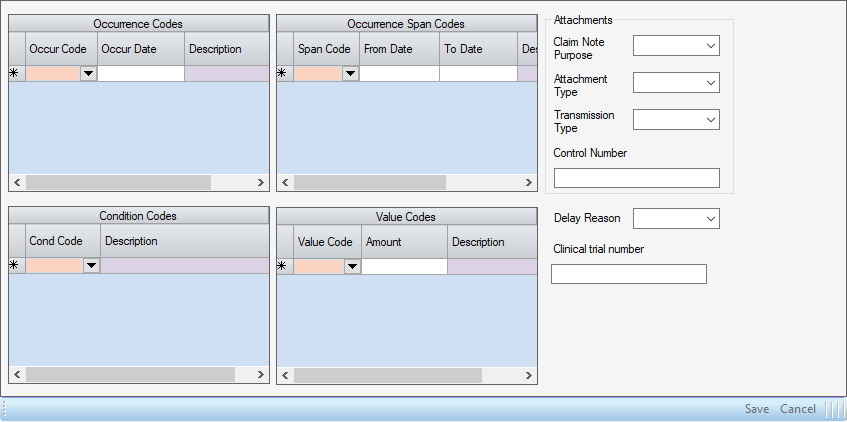 Occurrence Codes
Occur Code Occur Date Description
Occurrence Span Codes
Span Code From Date To Date Des
Attachments
Claim Note
Purpose
Attachment
Type
Transmission
Type
Control Number
Condition Codes
Cond Code Description
Value Codes
Value Code Amount Description
Delay Reason
Clinical trial number
Save Cancel